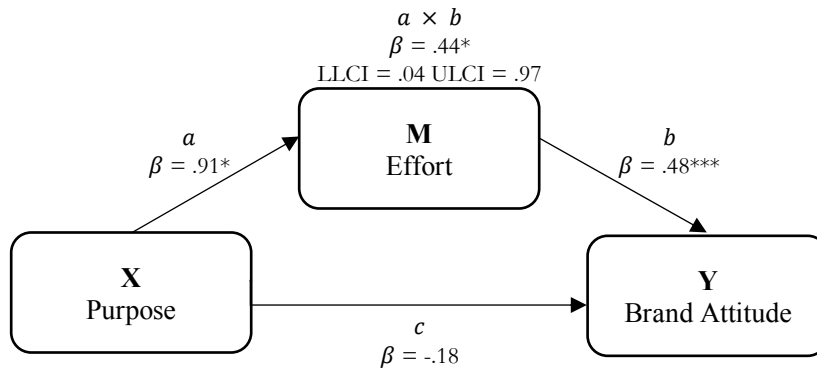 a × b
β = .44*
LLCI = .04 ULCI = .97
M
Effort
a
β = .91*
b
β = .48***
X
Purpose
Y
Brand Attitude
c
β = -.18